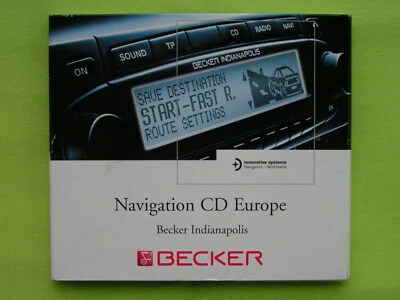 ON
SOUND
TP
CD
RADIO
NAVI
BECKER INDIANAPOLIS
SAVE DESTINATION
START-FAST R.
ROUTE SETTINGS
innovative systems
Navigation + Multimedia
Navigation CD Europe
Becker Indianapolis
BECKER